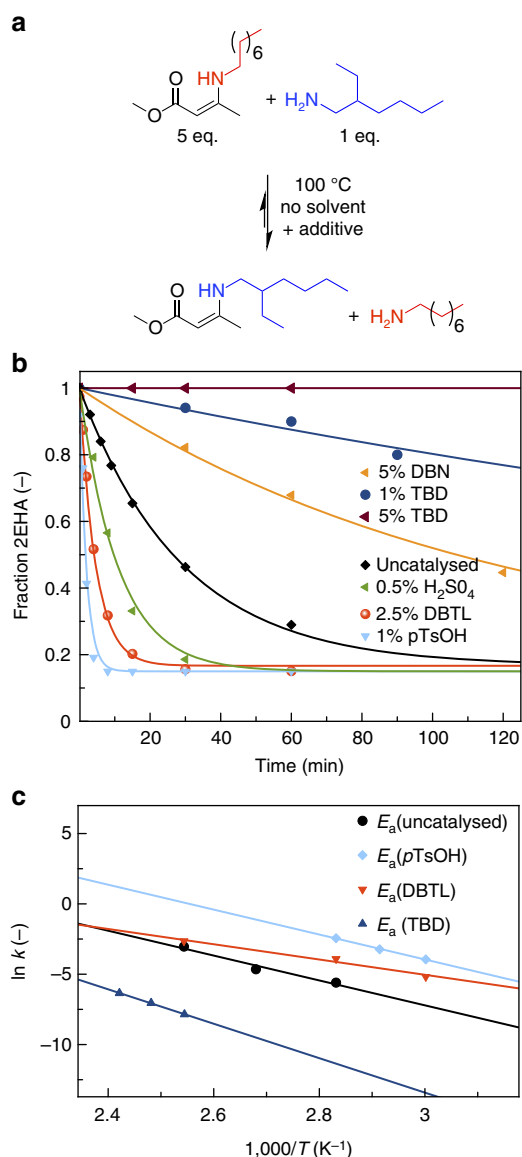 a
( )6
HN
O
O
+ H2N
5 eq.
1 eq.
100 °C
no solvent
+ additive
O
HN
O
+ H2N ( )6
b
Fraction 2EHA (–)
1
0.8
0.6
0.4
0.2
0
5% DBN
1% TBD
5% TBD
Uncatalysed
0.5% H2S04
2.5% DBTL
1% pTsOH
20 40 60 80 100 120
Time (min)
c
ln k (–)
5
0
−5
−10
Ea(uncatalysed)
Ea(pTsOH)
Ea(DBTL)
Ea (TBD)
2.4 2.6 2.8 3
1,000/T (K−1)